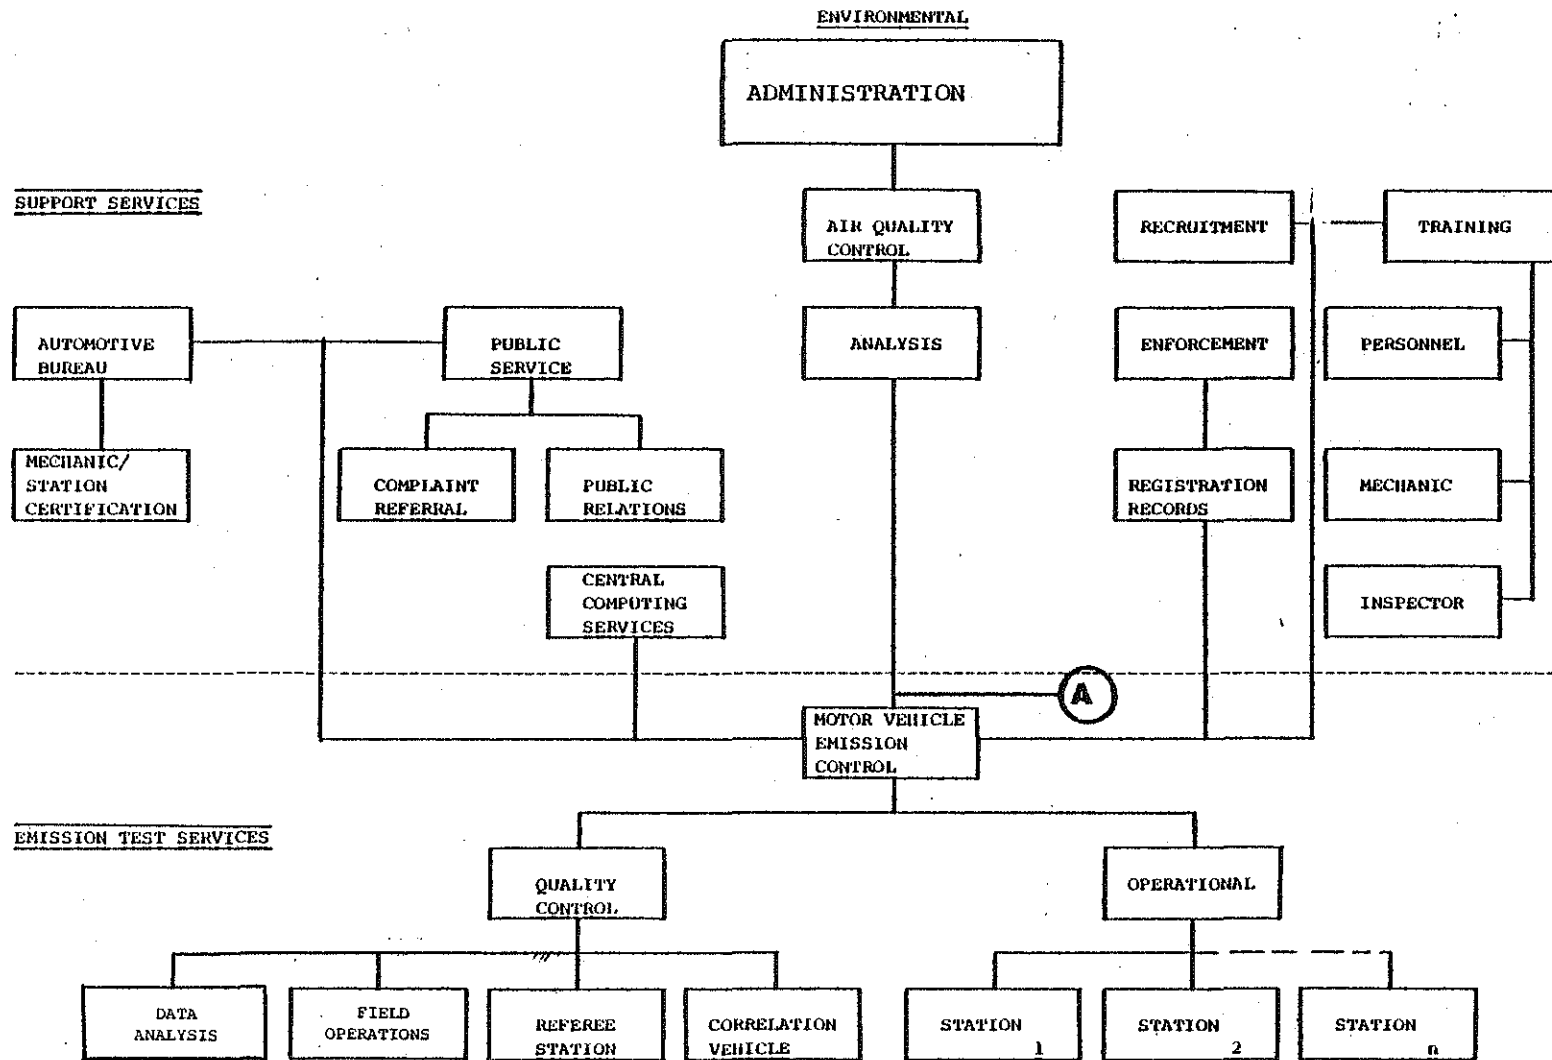 ENVIRONMENTAL
ADMINISTRATION
SUPPORT SERVICES
AIR QUALITY
CONTROL
RECRUITMENT
TRAINING
AUTOMOTIVE
BUREAU
PUBLIC
SERVICE
ANALYSIS
ENFORCEMENT
PERSONNEL
MECHANIC/
STATION
CERTIFICATION
COMPLAINT
REFERRAL
PUBLIC
RELATIONS
REGISTRATION
RECORDS
MECHANIC
CENTRAL
COMPUTING
SERVICES
INSPECTOR
A
MOTOR VEHICLE
EMISSION
CONTROL
EMISSION TEST SERVICES
QUALITY
CONTROL
OPERATIONAL
DATA
ANALYSIS
FIELD
OPERATIONS
REFEREE
STATION
CORRELATION
VEHICLE
STATION
1
STATION
2
STATION
n